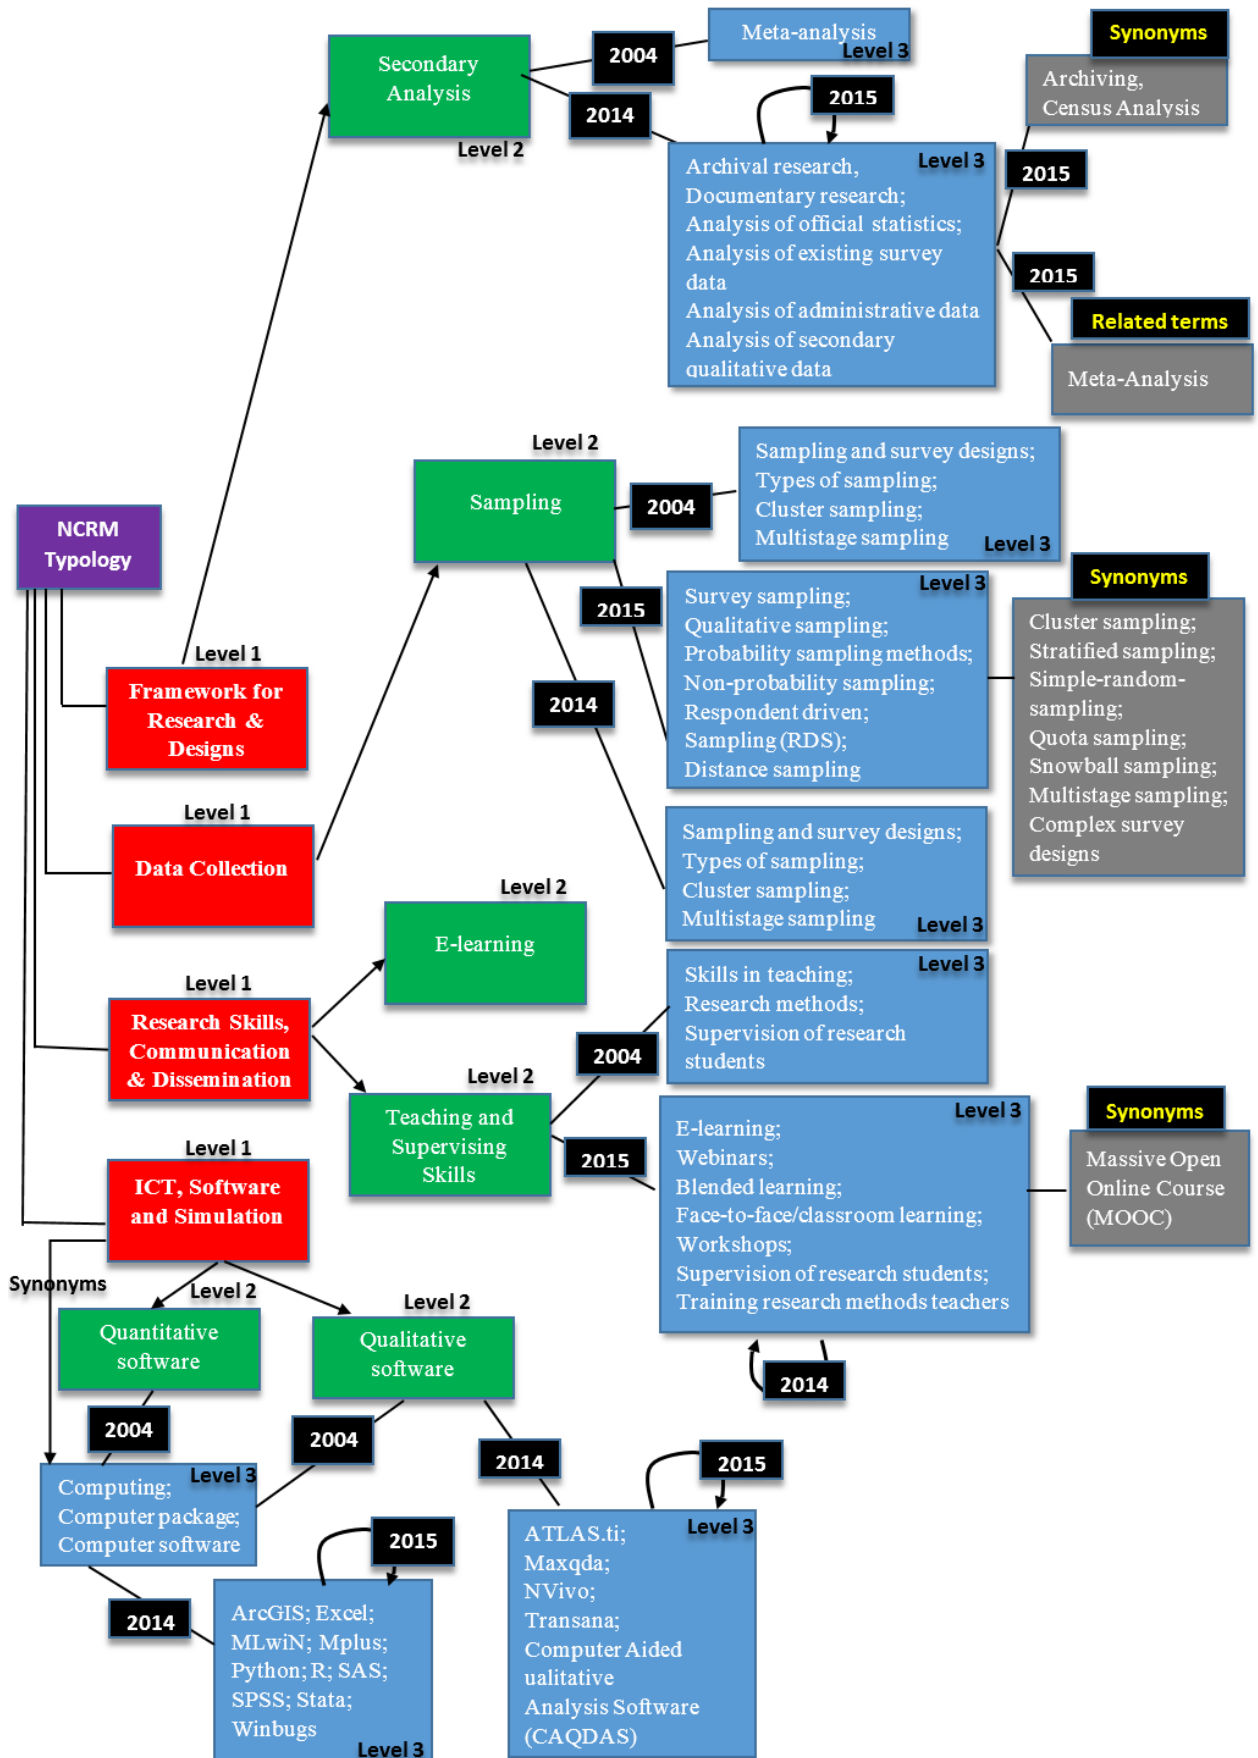 Secondary
Analysis
Level 2
2004
Meta-analysis
Level 3
2014
2015
Level 3
Archival research,
Documentary research;
Analysis of official statistics;
Analysis of existing survey
data
Analysis of administrative data
Analysis of secondary
qualitative data
Synonyms
Archiving,
Census Analysis
2015
2015
Related terms
Meta-Analysis
NCRM
Typology
Level 1
Framework for
Research &
Designs
Level 1
Data Collection
Level 2
Sampling
2004
Sampling and survey designs;
Types of sampling;
Cluster sampling;
Multistage sampling
Level 3
2015
Level 3
Survey sampling;
Qualitative sampling;
Probability sampling methods;
Non-probability sampling;
Respondent driven;
Sampling (RDS);
Distance sampling
Synonyms
Cluster sampling;
Stratified sampling;
Simple-random-
sampling;
Quota sampling;
Snowball sampling;
Multistage sampling;
Complex survey
designs
2014
Sampling and survey designs;
Types of sampling;
Cluster sampling;
Multistage sampling
Level 3
Level 2
E-learning
Level 1
Research Skills,
Communication
& Dissemination
Level 2
Teaching and
Supervising
Skills
2004
Level 3
Skills in teaching;
Research methods;
Supervision of research
students
2015
Level 3
E-learning;
Webinars;
Blended learning;
Face-to-face/classroom learning;
Workshops;
Supervision of research students;
Training research methods teachers
2014
Synonyms
Massive Open
Online Course
(MOOC)
Level 1
ICT, Software
and Simulation
Synonyms
Level 2
Quantitative
software
Level 2
Qualitative
software
2004
2004
2014
Level 3
Computing;
Computer package;
Computer software
2014
2015
ArcGIS; Excel;
MLwiN; Mplus;
Python; R; SAS;
SPSS; Stata;
Winbugs
Level 3
2015
Level 3
ATLAS.ti;
Maxqda;
NVivo;
Transana;
Computer Aided
ualitative
Analysis Software
(CAQDAS)